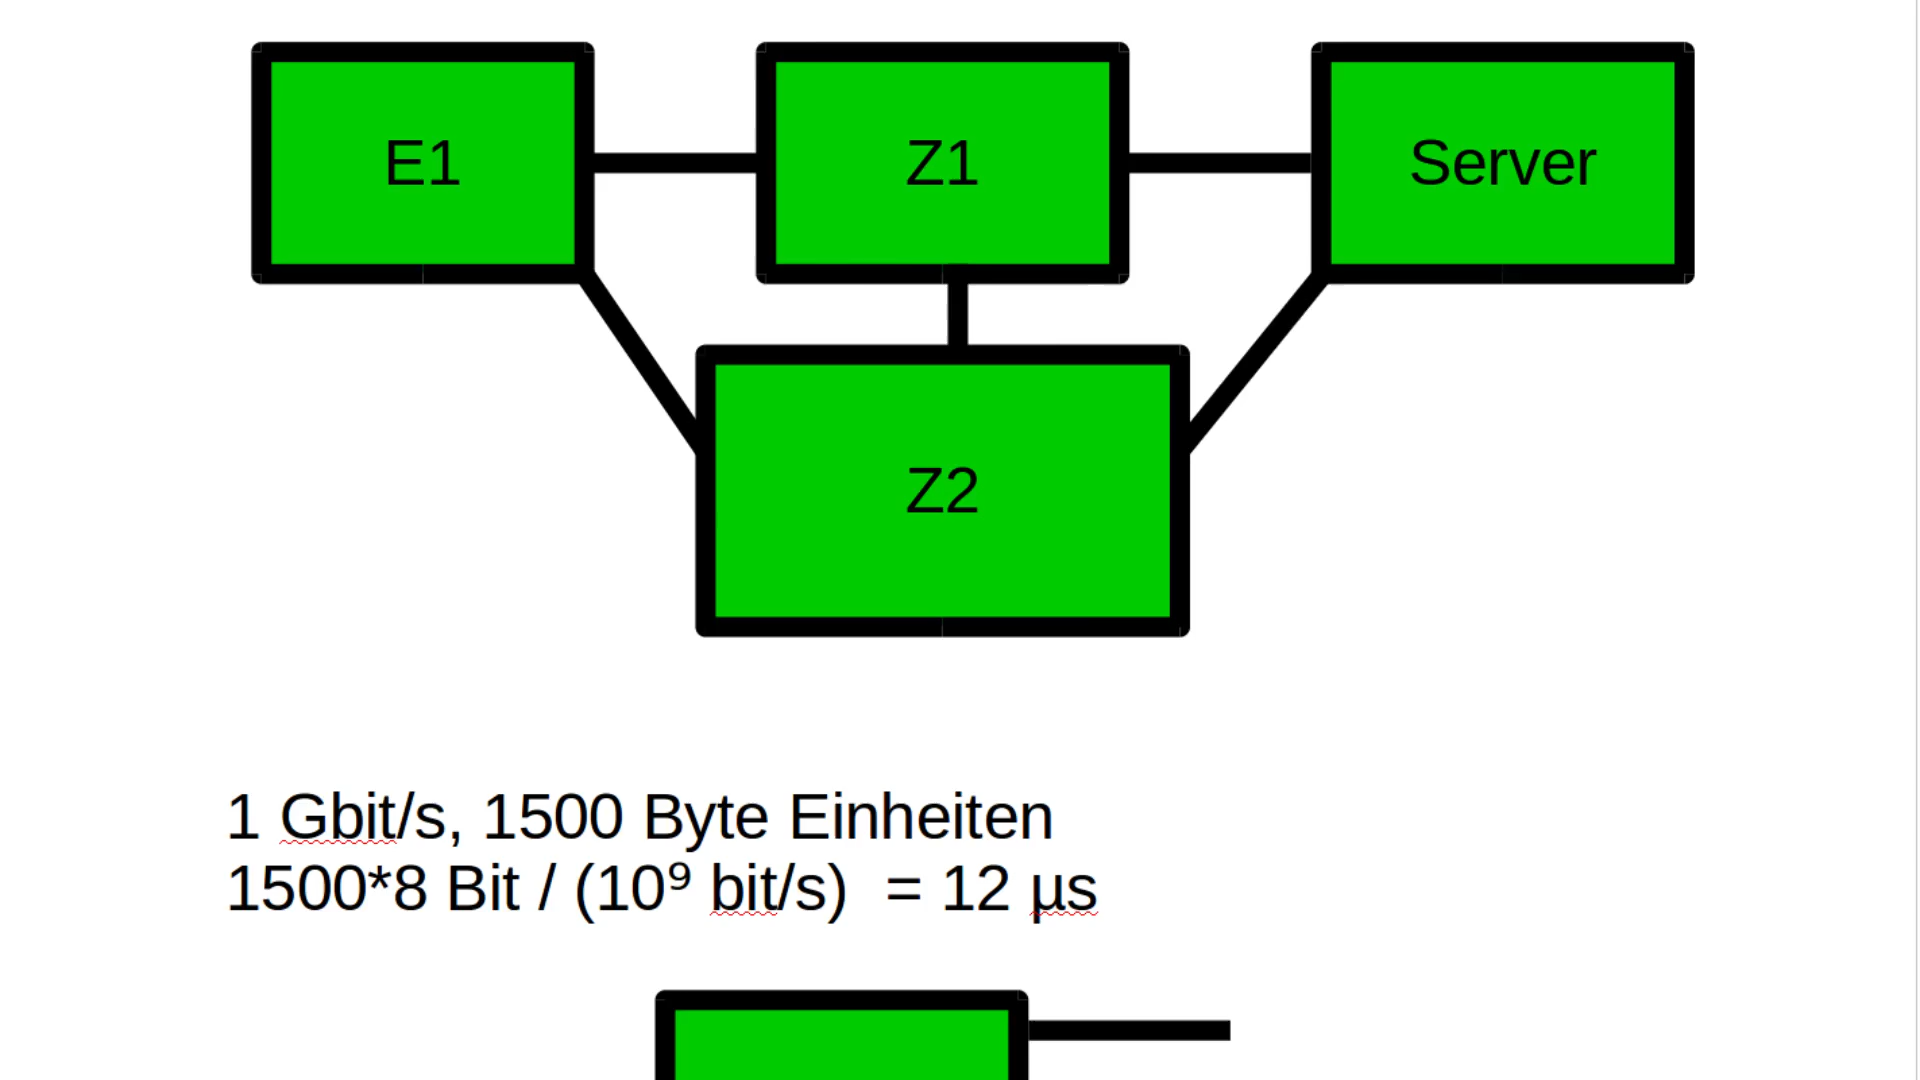 E1
Z1
Server
Z2
1 Gbit/s, 1500 Byte Einheiten
1500*8 Bit / (10⁹ bit/s)  = 12 µs